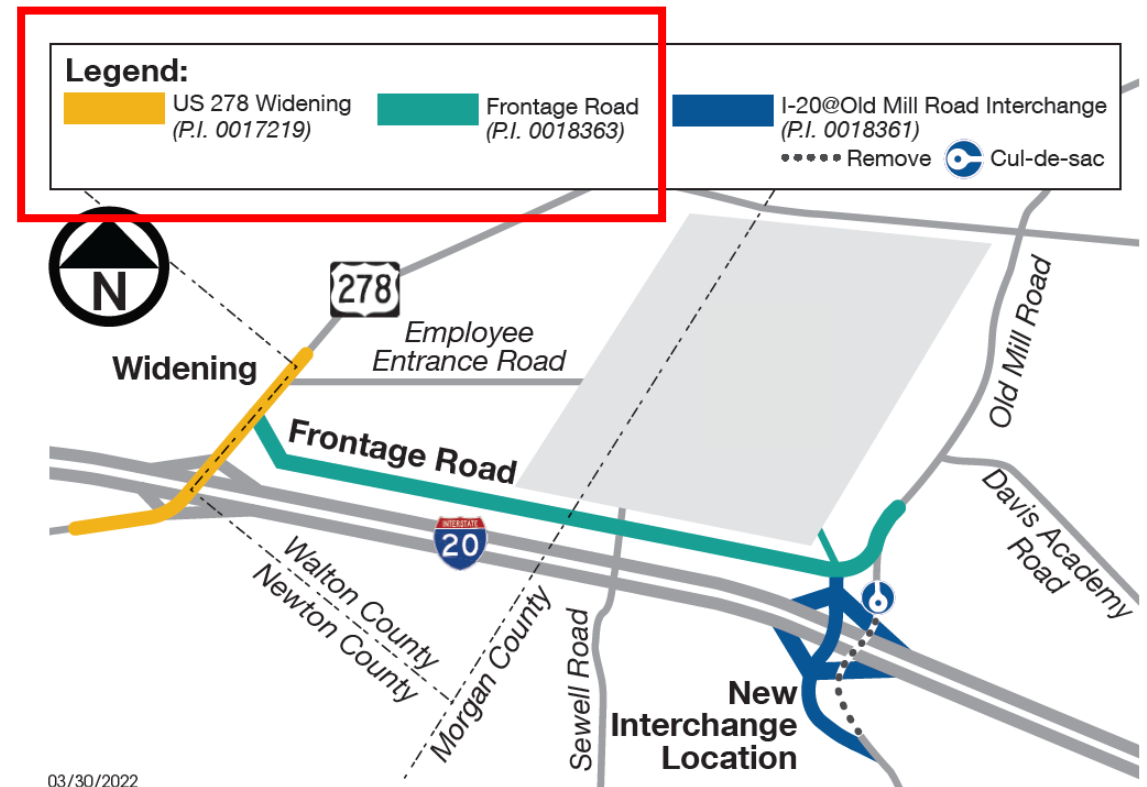 Legend:
US 278 Widening
(P.I. 0017219)
Frontage Road
(P.I. 0018363)
I-20@Old Mill Road Interchange
(P.I. 0018361)
Remove
Cul-de-sac
N
278
Employee
Entrance Road
Widening
Frontage Road
Old Mill Road
Davis Academy
Road
INTERSTATE
20
Walton County
Newton County
Morgan County
Sewell Road
New
Interchange
Location
03/30/2022